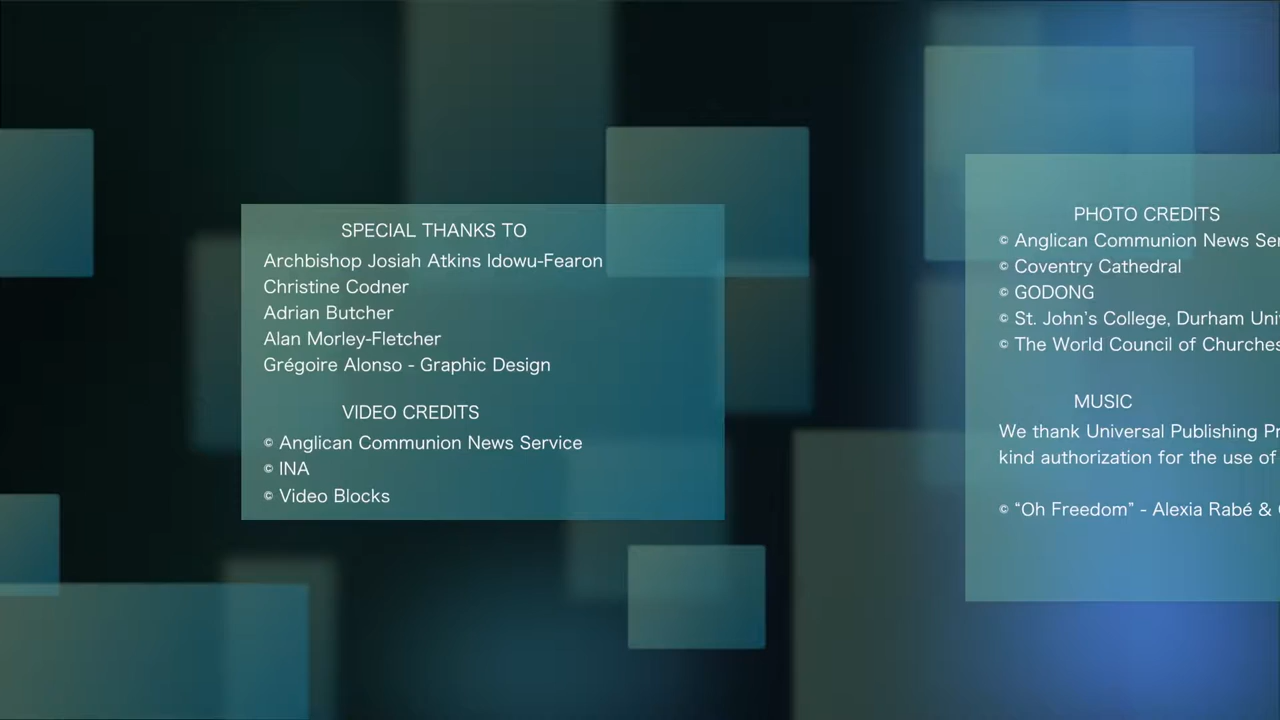 SPECIAL THANKS TO
Archbishop Josiah Atkins Idowu-Fearon
Christine Codner
Adrian Butcher
Alan Morley-Fletcher
Grégoire Alonso - Graphic Design
VIDEO CREDITS
© Anglican Communion News Service
© INA
© Video Blocks
PHOTO CREDITS
© Anglican Communion News
© Coventry Cathedral
© GODONG
© St. John's College, Durham
© The World Council of Churches
MUSIC
We thank Universal Publishing
kind authorization for the use of
© “Oh Freedom” - Alexia Rabé &